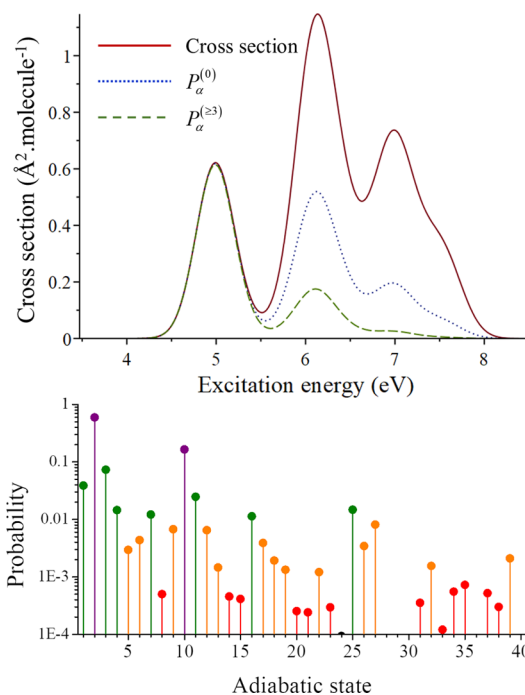 1
Cross section
P_α^(0)
0.8
P_α^(≥3)
0.6
0.4
0.2
0
Cross section (Å².molecule⁻¹)
4 5 6 7 8
Excitation energy (eV)
1
0.1
0.01
1E-3
1E-4
Probability
5 10 15 20 25 30 35 40
Adiabatic state